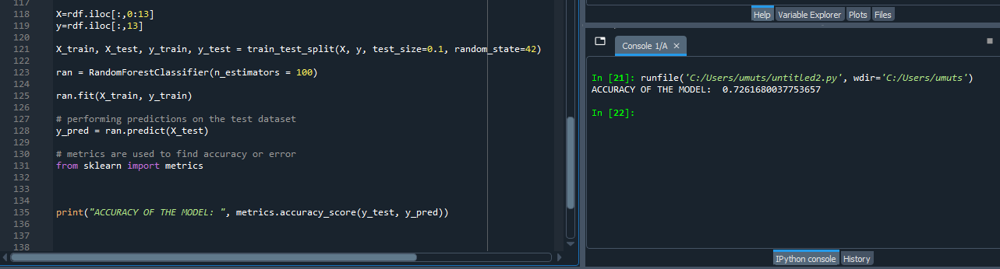 117
118 X=rdf.iloc[:,0:13]
119 y=rdf.iloc[:,13]
120
121 X_train, X_test, y_train, y_test = train_test_split(X, y, test_size=0.1, random_state=42)
122
123 ran = RandomForestClassifier(n_estimators = 100)
124
125 ran.fit(X_train, y_train)
126
127 # performing predictions on the test dataset
128 y_pred = ran.predict(X_test)
129
130 # metrics are used to find accuracy or error
131 from sklearn import metrics
132
133
134
135 print("ACCURACY OF THE MODEL: ", metrics.accuracy_score(y_test, y_pred))
136
137
138
Help Variable Explorer Plots Files
Console 1/A ×
In [21]: runfile('C:/Users/umuts/untitled2.py', wdir='C:/Users/umuts')
ACCURACY OF THE MODEL:  0.7261680037753657
In [22]:
IPython console History